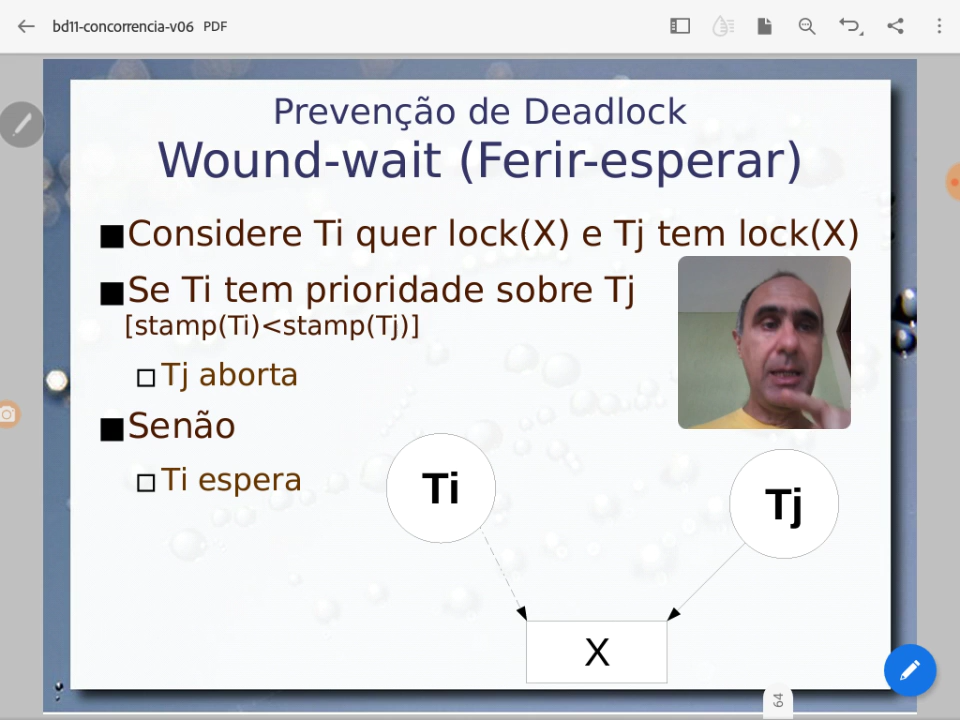 bd11-concorrencia-v06 PDF
Prevenção de Deadlock
Wound-wait (Ferir-esperar)
Considere Ti quer lock(X) e Tj tem lock(X)
Se Ti tem prioridade sobre Tj
[stamp(Ti)<stamp(Tj)]
Tj aborta
Senão
Ti espera
Ti
Tj
X
64